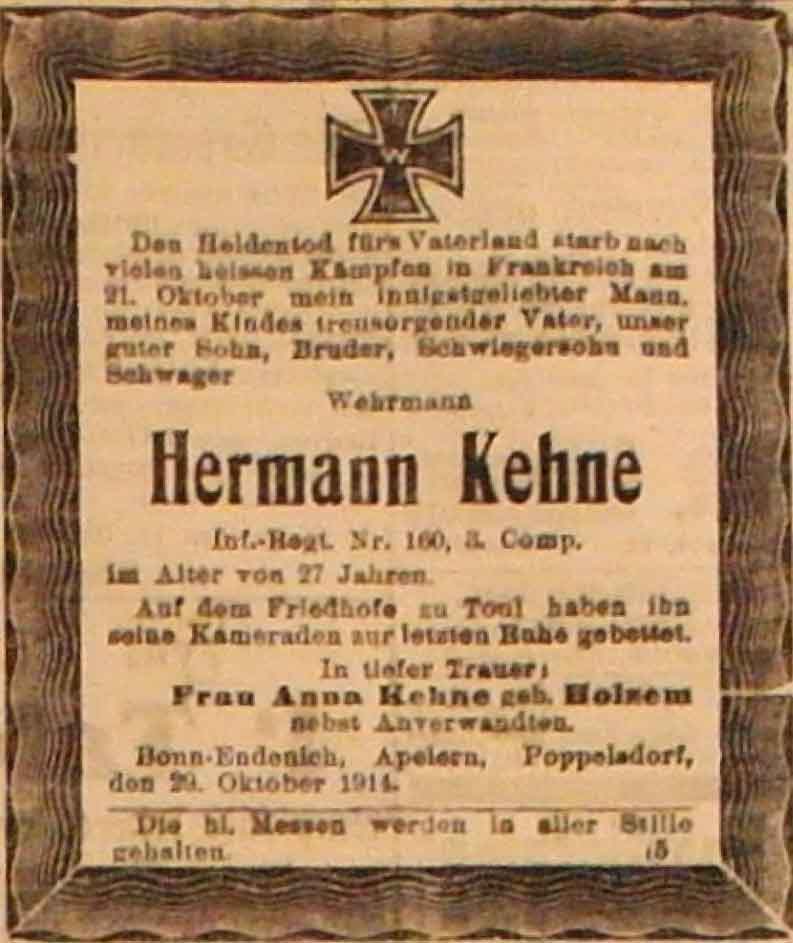 W
Den Heldentod fürs Vaterland starb nach
vielen heissen Kämpfen in Frankreich am
21. Oktober mein innigstgeliebter Mann,
meines Kindes treusorgender Vater, unser
guter Sohn, Bruder, Schwiegersohn und
Schwager
Wehrmann
Hermann Kehne
Inf.-Regt. Nr. 160, 3. Comp.
im Alter von 27 Jahren.
Auf dem Friedhofe zu Toul haben ihn
seine Kameraden zur letzten Ruhe gebettet.
In tiefer Trauer:
Frau Anna Kehne geb. Holzem
nebst Anverwandten.
Bonn-Endenich, Apelern, Poppelsdorf,
den 29. Oktober 1914.
Die hl. Messen werden in aller Stille
gehalten. 5